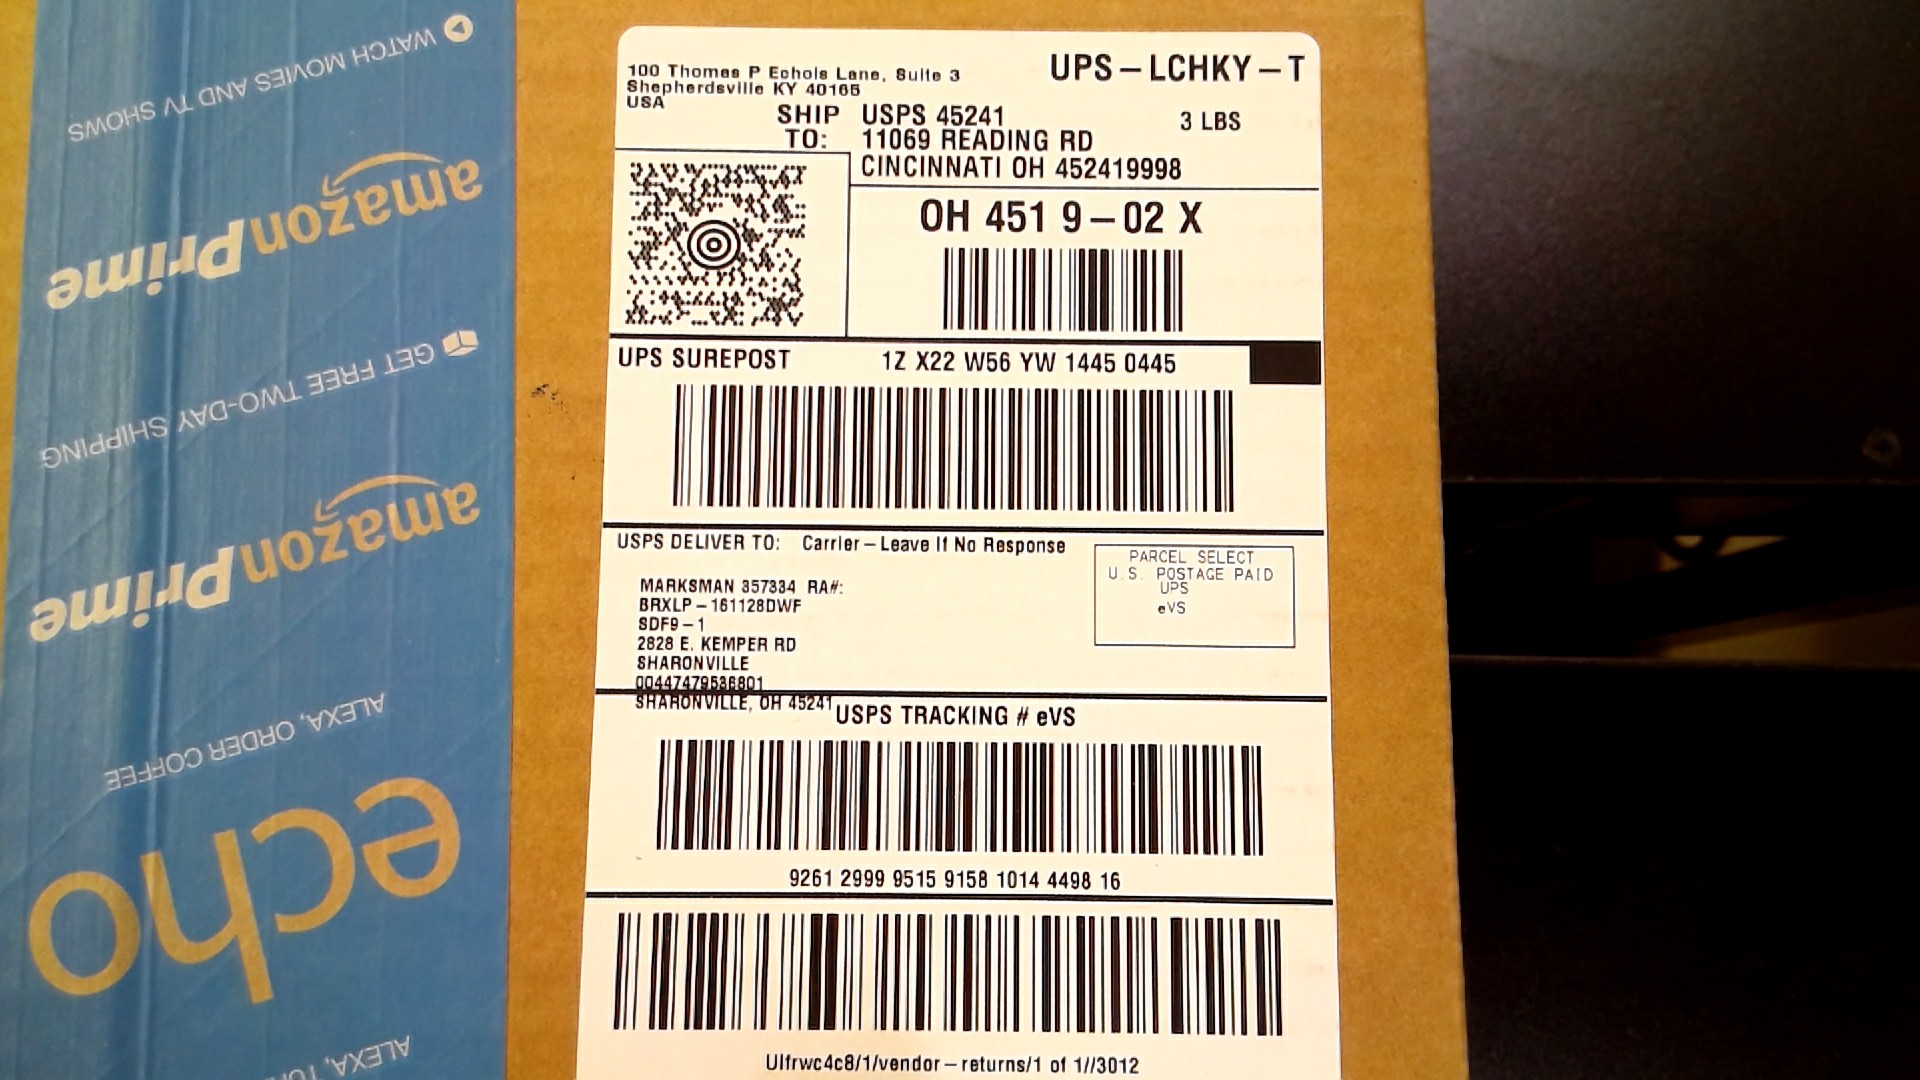 100 Thomas P Echols Lane, Suite 3
Shepherdsville KY 40165
USA
UPS-LCHKY-T
3 LBS
SHIP TO:
USPS 45241
11069 READING RD
CINCINNATI OH 452419998
OH 451 9-02 X
UPS SUREPOST 1Z X22 W56 YW 1445 0445
USPS DELIVER TO: Carrier-Leave If No Response
MARKSMAN 357334 RA#:
BRXLP-161128DWF
SDF9-1
2828 E. KEMPER RD
SHARONVILLE
00447479536801
SHARONVILLE, OH 45241
PARCEL SELECT
U.S. POSTAGE PAID
UPS
eVS
USPS TRACKING # eVS
9261 2999 9515 9158 1014 4498 16
UIfrwc4c8/1/vendor-returns/1 of 1//3012
ALEXA,
echo
ALEXA, ORDER COFFEE
amazonPrime
GET FREE TWO-DAY SHIPPING
amazonPrime
WATCH MOVIES AND TV SHOWS